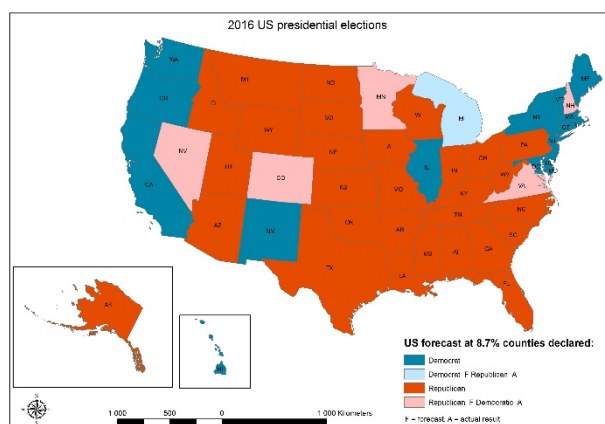 2016 US presidential elections
WA
MT
ND
MN
ME
OR
ID
SD
WI
MI
VT
NH
NY
MA
CT
WY
NV
NE
IA
PA
NJ
CA
UT
CO
IL
IN
OH
KS
MO
WV
VA
KY
AZ
NM
OK
AR
TN
NC
SC
TX
LA
MS
AL
GA
FL
AK
HI
US forecast at 8.7% counties declared:
Democrat
Democrat F Republican A
Republican
Republican F Democratic A
F – forecast, A – actual result
1 000 500 0 1 000 Kilometers